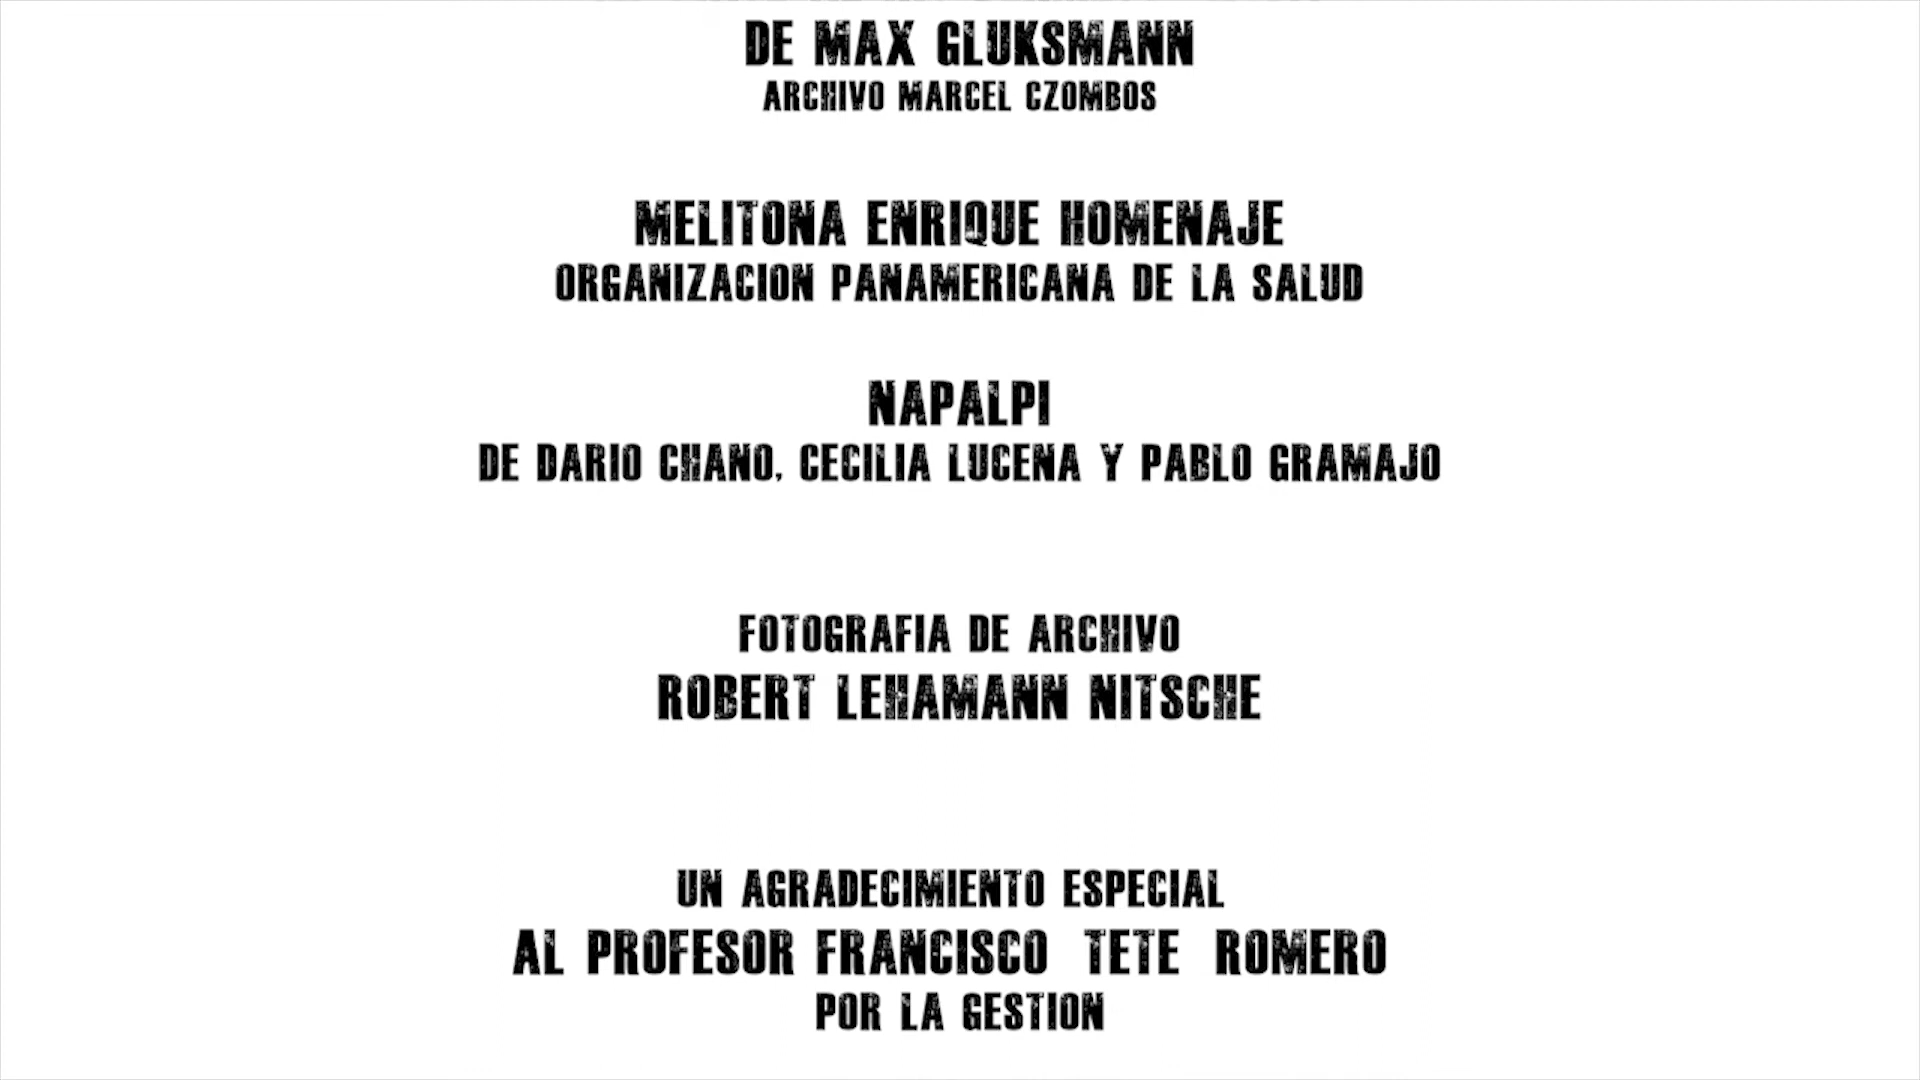 DE MAX GLUKSMANN
ARCHIVO MARCEL CZOMBOS
MELITONA ENRIQUE HOMENAJE
ORGANIZACION PANAMERICANA DE LA SALUD
NAPALPI
DE DARIO CHANO, CECILIA LUCENA Y PABLO GRAMAJO
FOTOGRAFIA DE ARCHIVO
ROBERT LEHAMANN NITSCHE
UN AGRADECIMIENTO ESPECIAL
AL PROFESOR FRANCISCO TETE ROMERO
POR LA GESTION